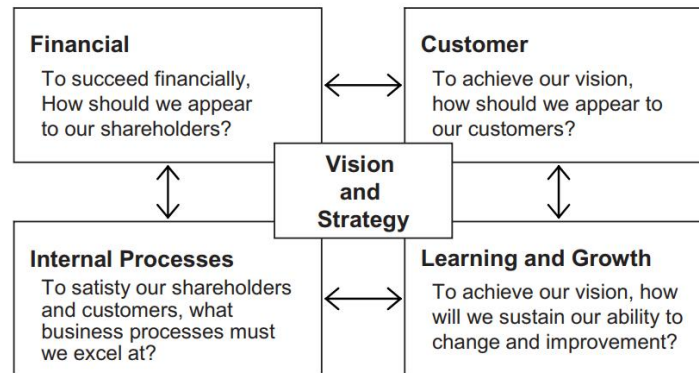 Financial
To succeed financially,
How should we appear
to our shareholders?
Customer
To achieve our vision,
how should we appear to
our customers?
Vision
and
Strategy
Internal Processes
To satisty our shareholders
and customers, what
business processes must
we excel at?
Learning and Growth
To achieve our vision, how
will we sustain our ability to
change and improvement?